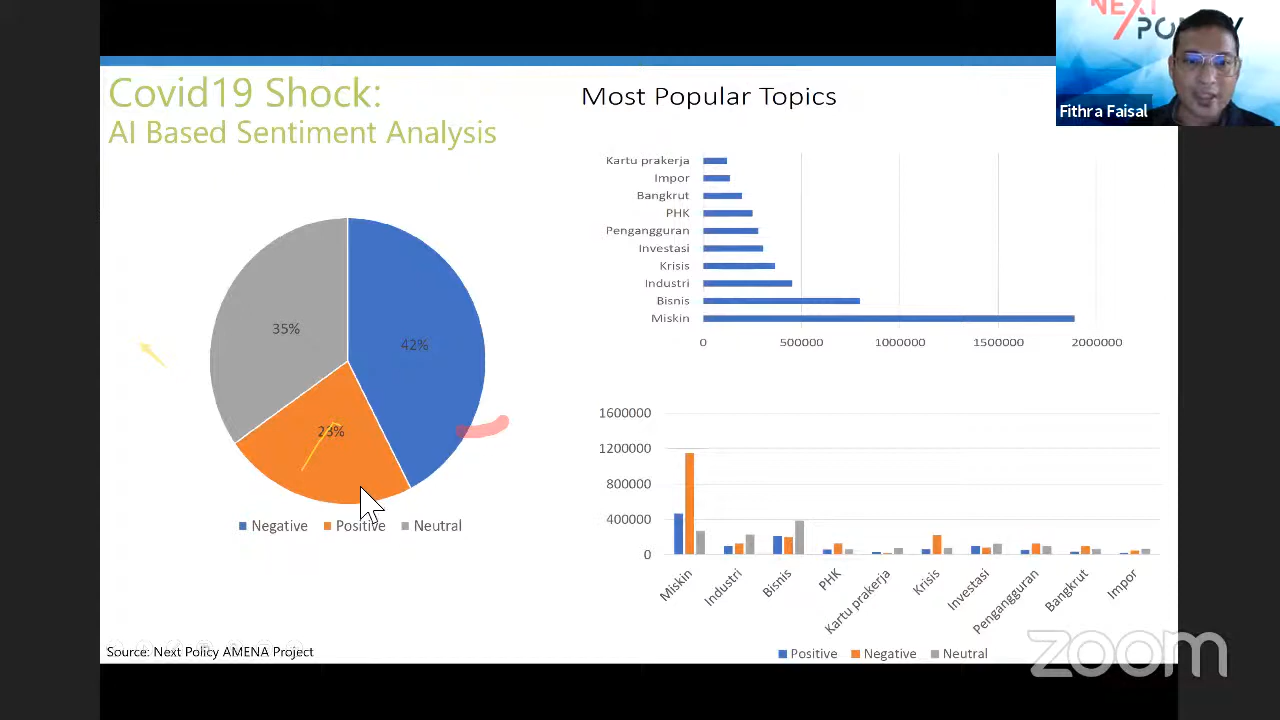 NEXT
POLICY
Fithra Faisal
Covid19 Shock:
AI Based Sentiment Analysis
35%
42%
23%
Negative Positive Neutral
Most Popular Topics
Kartu prakerja
Impor
Bangkrut
PHK
Pengangguran
Investasi
Krisis
Industri
Bisnis
Miskin
0 500000 1000000 1500000 2000000
1600000
1200000
800000
400000
0
Miskin Industri Bisnis PHK Kartu prakerja Krisis Investasi Pengangguran Bangkrut Impor
Positive Negative Neutral
Source: Next Policy AMENA Project
zoom